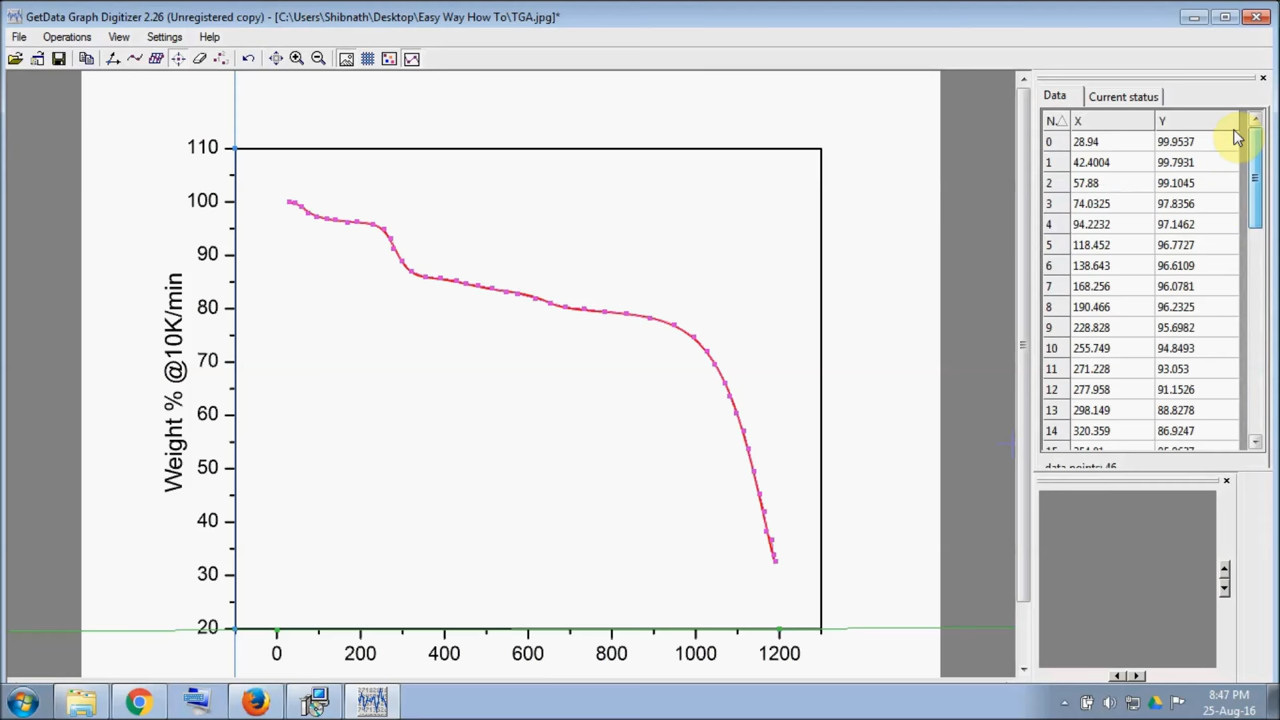 GetData Graph Digitizer 2.26 (Unregistered copy) - [C:\Users\Shibnath\Desktop\Easy Way How To\TGA.jpg]*
File Operations View Settings Help
Data Current status
N. X Y
0 28.94 99.9537
1 42.4004 99.7931
2 57.88 99.1045
3 74.0325 97.8356
4 94.2232 97.1462
5 118.452 96.7727
6 138.643 96.6109
7 168.256 96.0781
8 190.466 96.2325
9 228.828 95.6982
10 255.749 94.8493
11 271.228 93.053
12 277.958 91.1526
13 298.149 88.8278
14 320.359 86.9247
data points: 46
110
100
90
80
70
60
50
40
30
20
Weight % @10K/min
0 200 400 600 800 1000 1200
8:47 PM
25-Aug-16